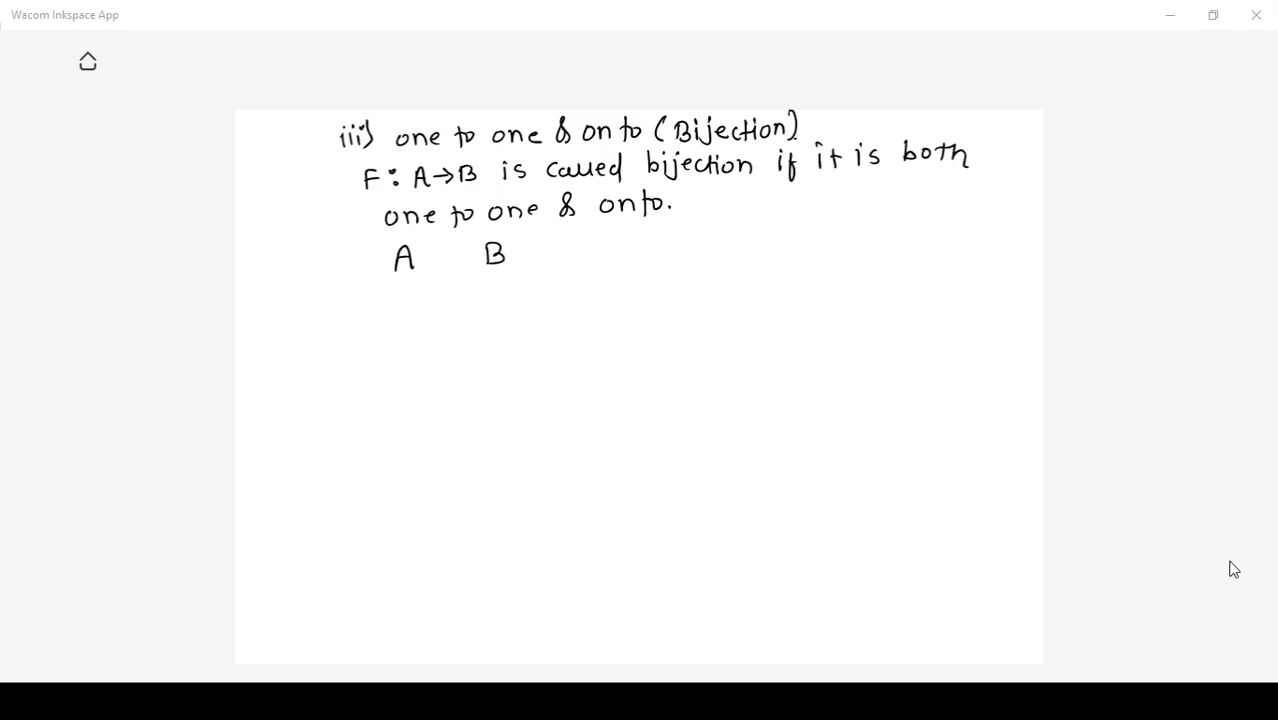 Wacom Inkspace App
iii) one to one & onto (Bijection)
F: A→B is called bijection if it is both
one to one & onto.
A B